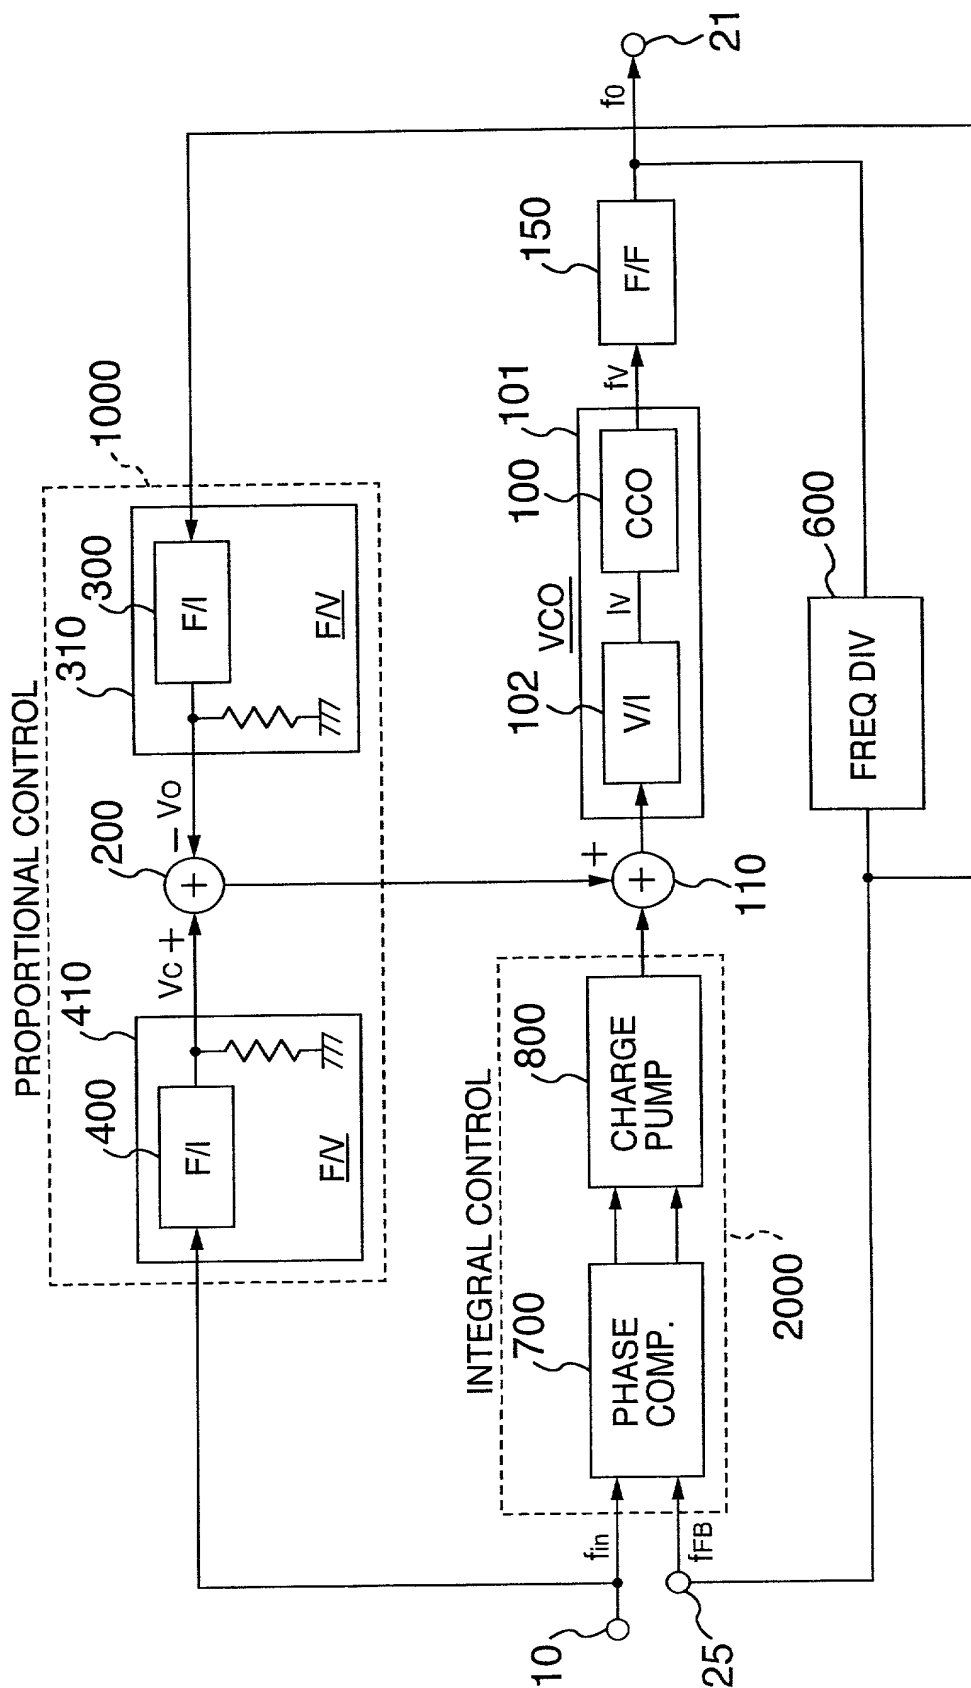 PROPORTIONAL CONTROL
1000
410
400
F/I
F/V
VC +
200
+
− VO
310
300
F/I
F/V
INTEGRAL CONTROL
10
fin
25
fFB
700
PHASE
COMP.
800
CHARGE
PUMP
2000
+
+
110
VCO
101
102
V/I
IV
100
CCO
fV
150
F/F
fO
21
600
FREQ DIV